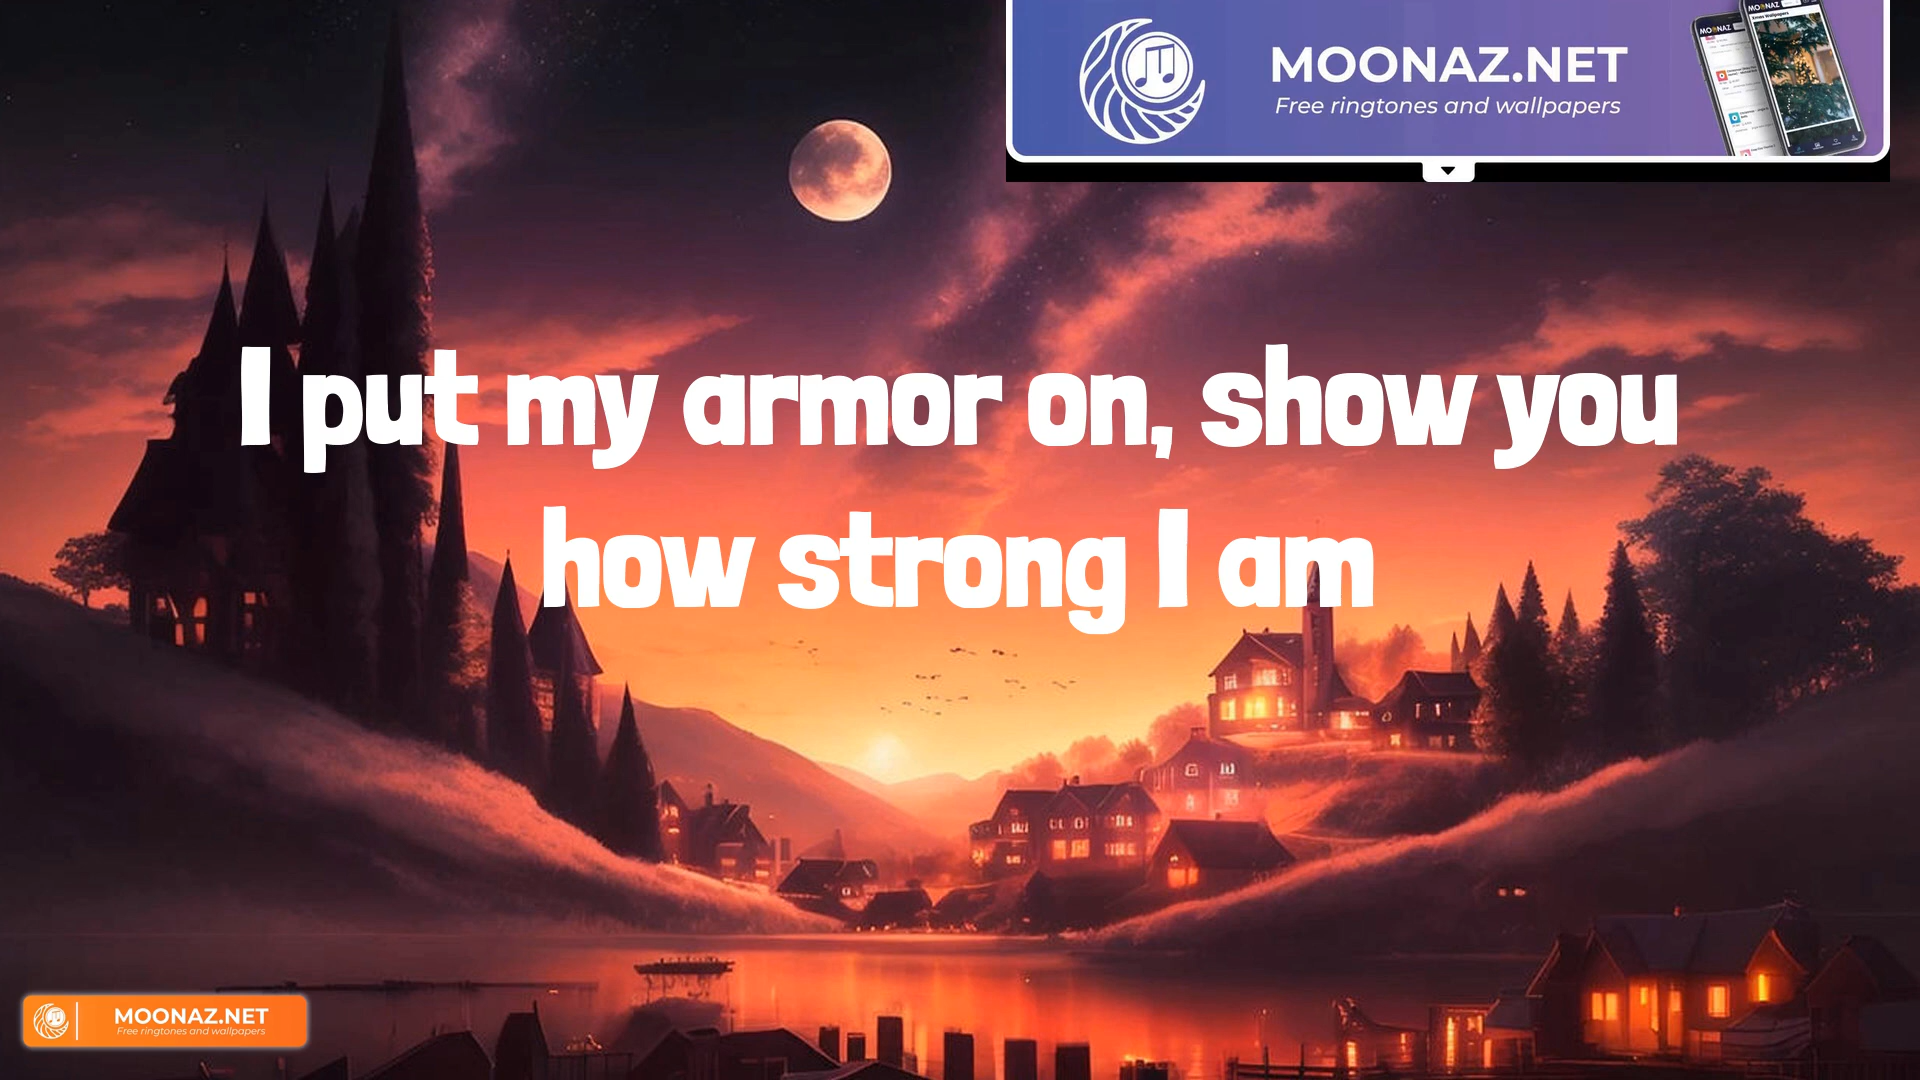 MOONAZ.NET
Free ringtones and wallpapers
I put my armor on, show you
how strong I am
MOONAZ.NET
Free ringtones and wallpapers